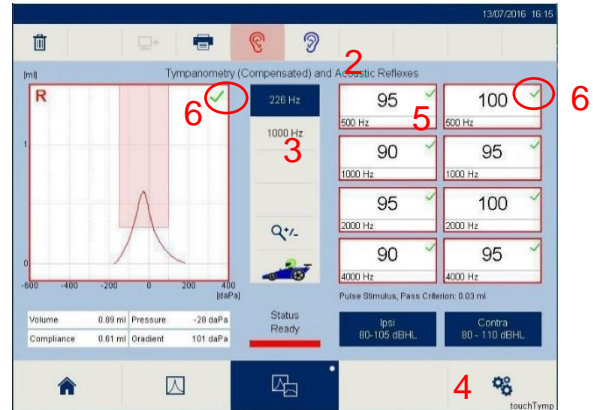 13/07/2016 16:15
2
[ml] Tympanometry (Compensated) and Acoustic Reflexes
R
6
226 Hz
1000 Hz
3
95
500 Hz
5
100
500 Hz
6
90
1000 Hz
95
1000 Hz
95
2000 Hz
100
2000 Hz
90
4000 Hz
95
4000 Hz
1
0
-600 -400 -200 0 200 400
[daPa]
+/-
Pulse Stimulus, Pass Criterion: 0.03 ml
Volume 0.89 ml Pressure -28 daPa
Compliance 0.61 ml Gradient 101 daPa
Status
Ready
Ipsi
80-105 dBHL
Contra
80 - 110 dBHL
4
touchTymp